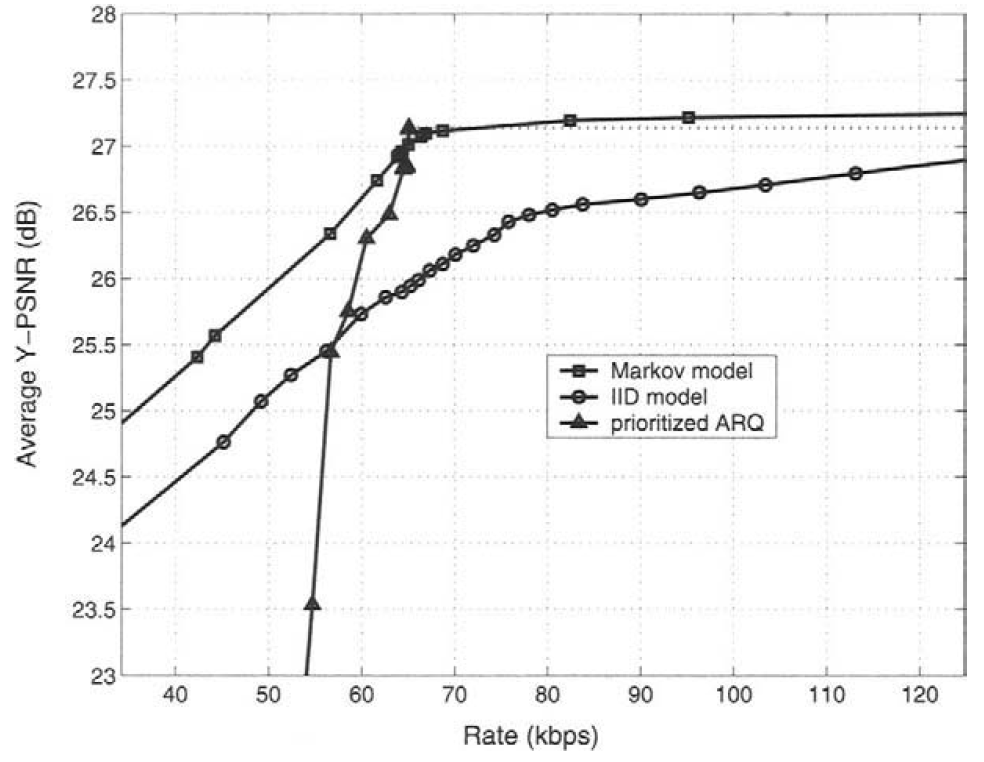 28
27.5
27
26.5
26
25.5
25
24.5
24
23.5
23
Average Y-PSNR (dB)
Markov model
IID model
prioritized ARQ
40 50 60 70 80 90 100 110 120
Rate (kbps)